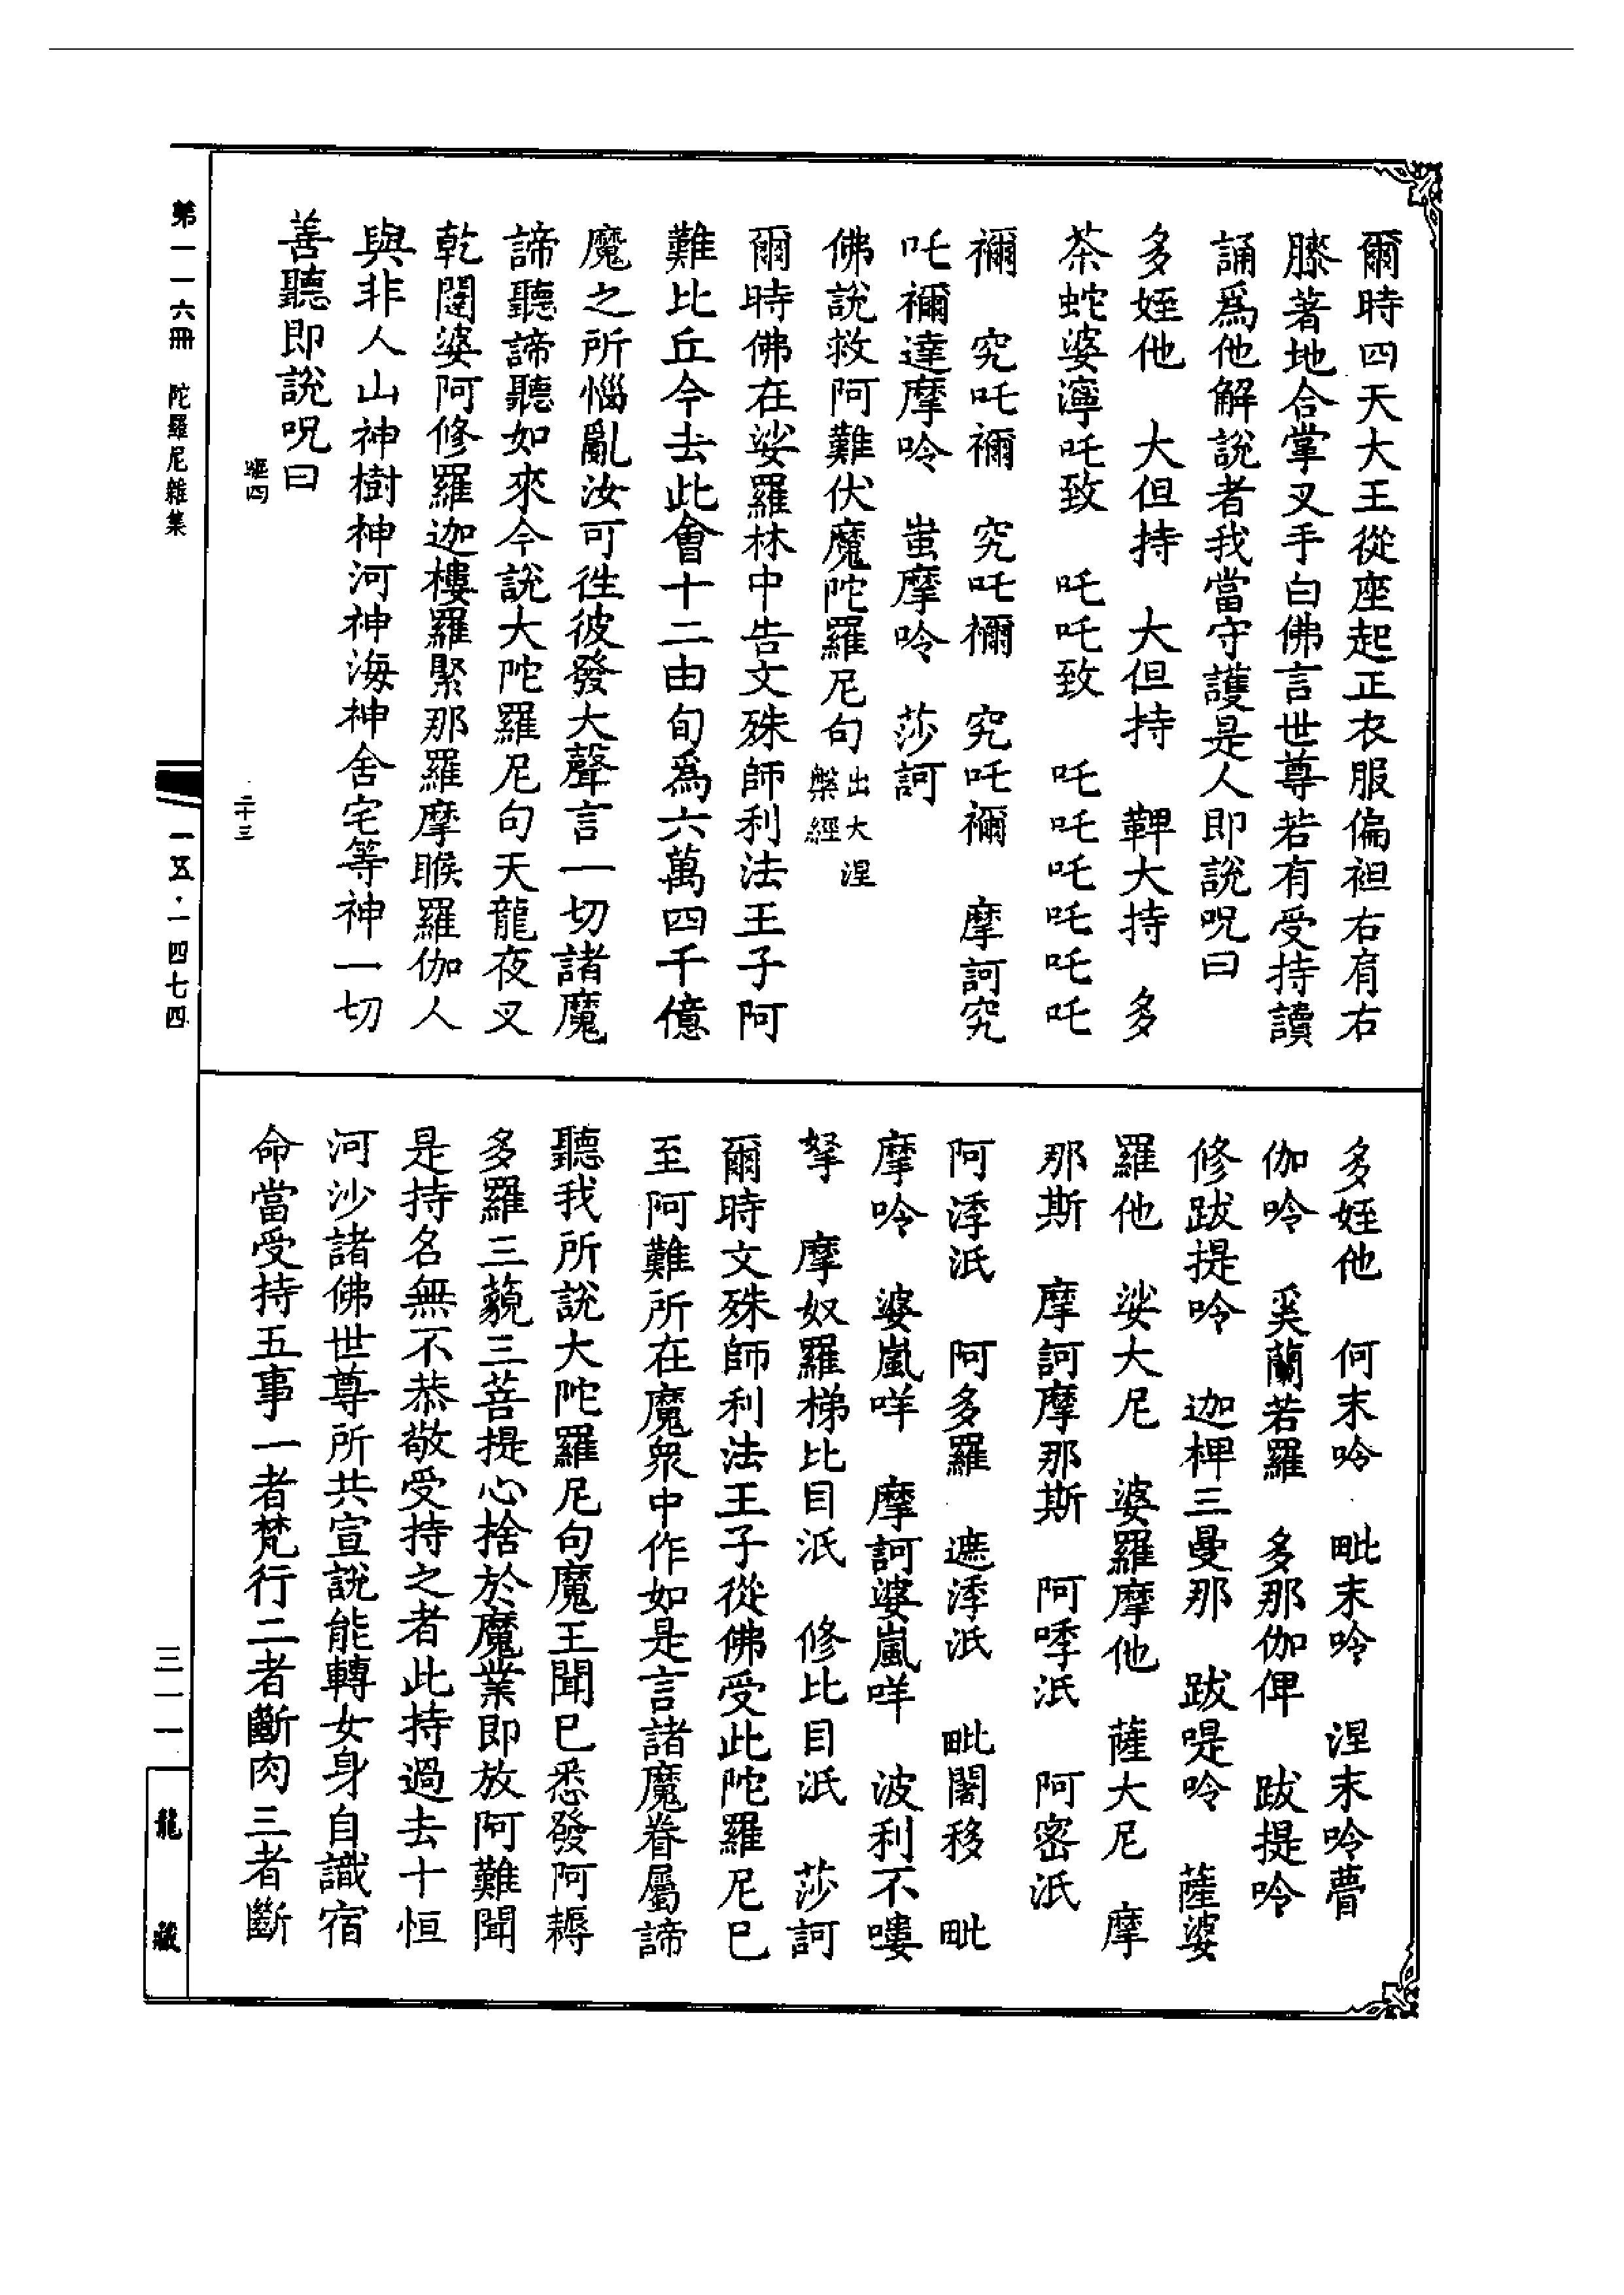 爾時四天大王從座起正衣服偏袒右肩右
膝著地合掌叉手白佛言世尊若有受持讀
誦爲他解說者我當守護是人即說呪曰
多姪他　大但持　大但持　鞞大持　多
茶蛇婆濘吒致　吒吒致　吒吒吒吒吒吒
禰　究吒禰　究吒禰　究吒禰　摩訶究
吒禰達摩呤　蚩摩呤　莎訶
佛說救阿難伏魔陀羅尼句出大涅槃經
爾時佛在娑羅林中告文殊師利法王子阿
難比丘今去此會十二由旬爲六萬四千億
魔之所惱亂汝可徃彼發大聲言一切諸魔
諦聽諦聽如來今說大陀羅尼句天龍夜叉
乾闥婆阿修羅迦樓羅緊那羅摩睺羅伽人
與非人山神樹神河神海神舍宅等神一切
善聽即說呪曰
多姪他　何末呤　毗末呤　涅末呤瞢
伽呤　奚蘭若羅　多那伽俾　跋提呤
修跋提呤　迦椑三曼那　跋㖷呤　薩婆
羅他　娑大尼　婆羅摩他　薩大尼　摩
那斯　摩訶摩那斯　阿㗌泜　阿密泜
阿㴌泜　阿多羅　遮㴌泜　毗闍移　毗
摩呤　婆嵐咩　摩訶婆嵐咩　波利不嘍
拏　摩奴羅梯比目泜　修比目泜　莎訶
爾時文殊師利法王子從佛受此陀羅尼巳
至阿難所在魔衆中作如是言諸魔眷屬諦
聽我所說大陀羅尼句魔王聞巳悉發阿耨
多羅三藐三菩提心捨於魔業即放阿難聞
是持名無不恭敬受持之者此持過去十恒
河沙諸佛世尊所共宣說能轉女身自識宿
命當受持五事一者梵行二者斷肉三者斷
第一一六冊　陀羅尼雜集
二十三
一五·一四七四
三一一
龍藏